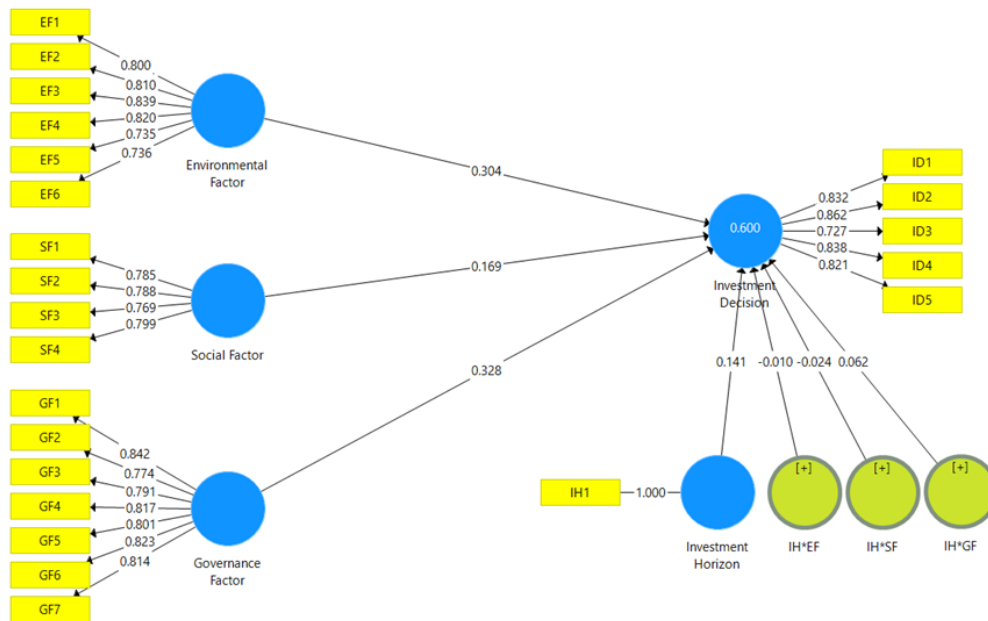 EF1
EF2
EF3
EF4
EF5
EF6
0.800
0.810
0.839
0.820
0.735
0.736
Environmental
Factor
0.304
SF1
SF2
SF3
SF4
0.785
0.788
0.769
0.799
Social Factor
0.169
GF1
GF2
GF3
GF4
GF5
GF6
GF7
0.842
0.774
0.791
0.817
0.801
0.823
0.814
Governance
Factor
0.328
0.600
Investment
Decision
0.832
0.862
0.727
0.838
0.821
ID1
ID2
ID3
ID4
ID5
0.141
-0.010
-0.024
0.062
IH1
1.000
Investment
Horizon
[+]
IH*EF
[+]
IH*SF
[+]
IH*GF